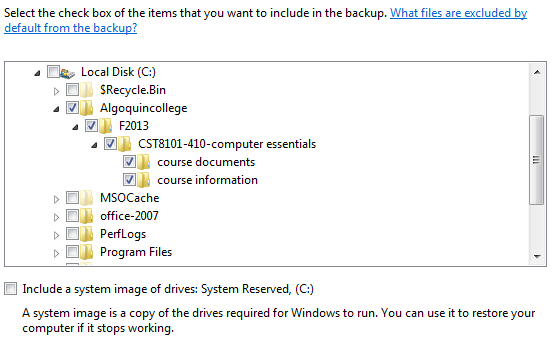 Select the check box of the items that you want to include in the backup. What files are excluded by
default from the backup?
Local Disk (C:)
$Recycle.Bin
Algoquincollege
F2013
CST8101-410-computer essentials
course documents
course information
MSOCache
office-2007
PerfLogs
Program Files
Include a system image of drives: System Reserved, (C:)
A system image is a copy of the drives required for Windows to run. You can use it to restore your
computer if it stops working.